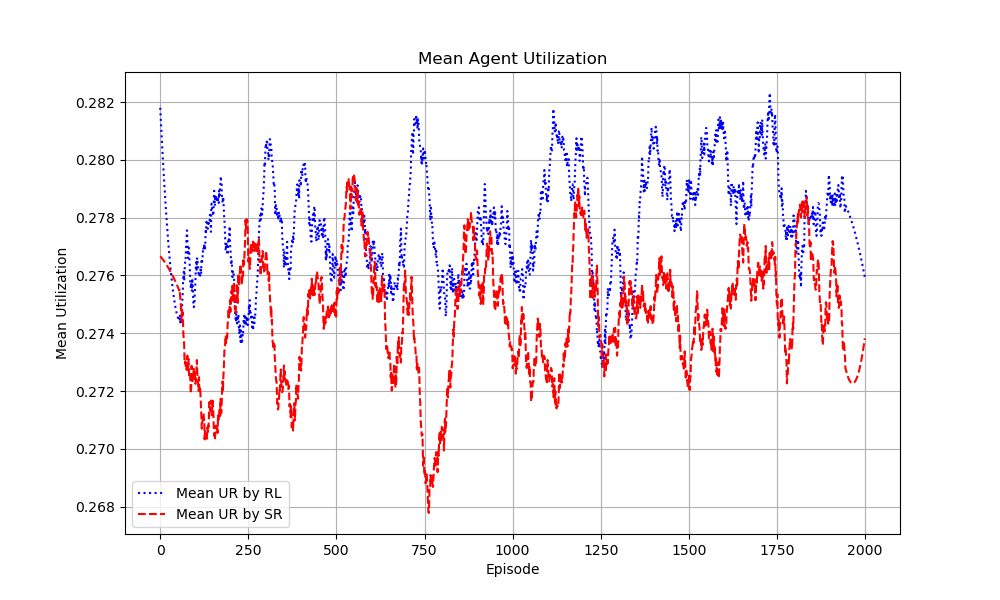 Mean Agent Utilization
0.282
0.280
0.278
0.276
0.274
0.272
0.270
0.268
Mean Utilization
Mean UR by RL
Mean UR by SR
0 250 500 750 1000 1250 1500 1750 2000
Episode